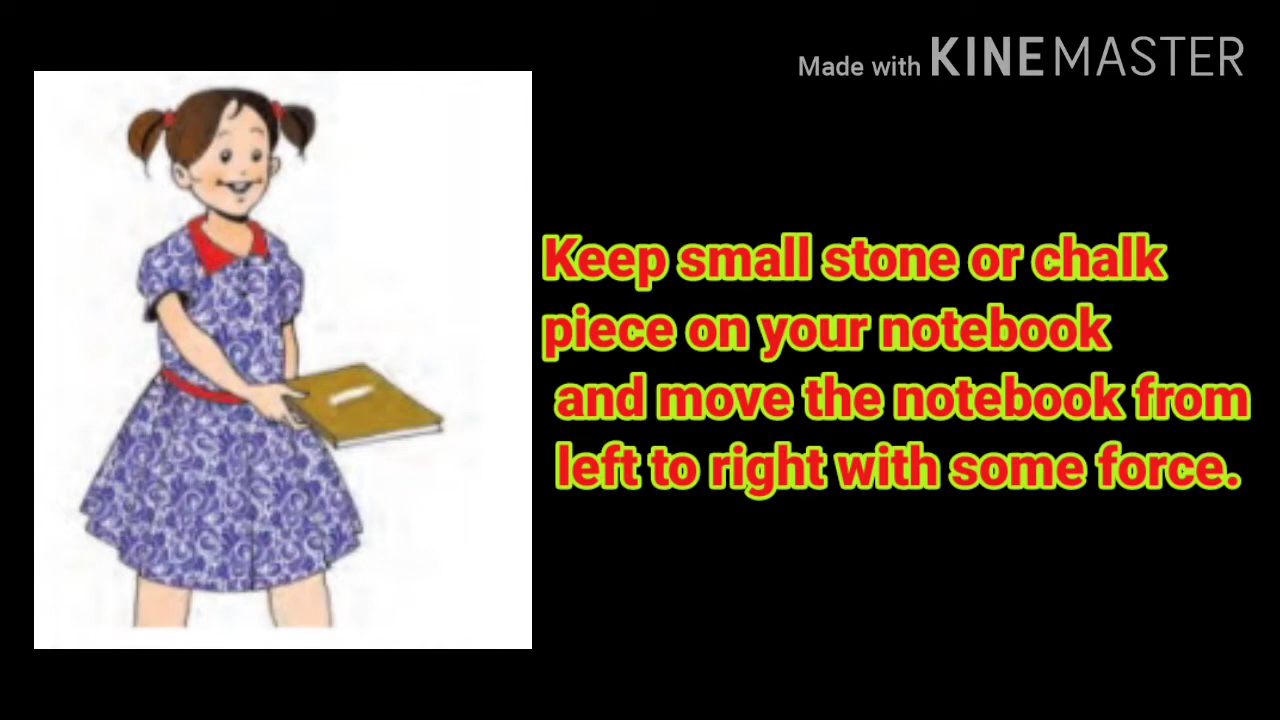 Made with KINEMASTER
Keep small stone or chalk
piece on your notebook
and move the notebook from
left to right with some force.